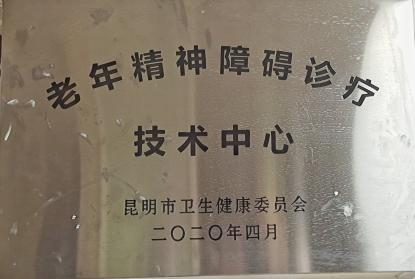 老年精神障碍诊疗
技术中心
昆明市卫生健康委员会
二〇二〇年四月